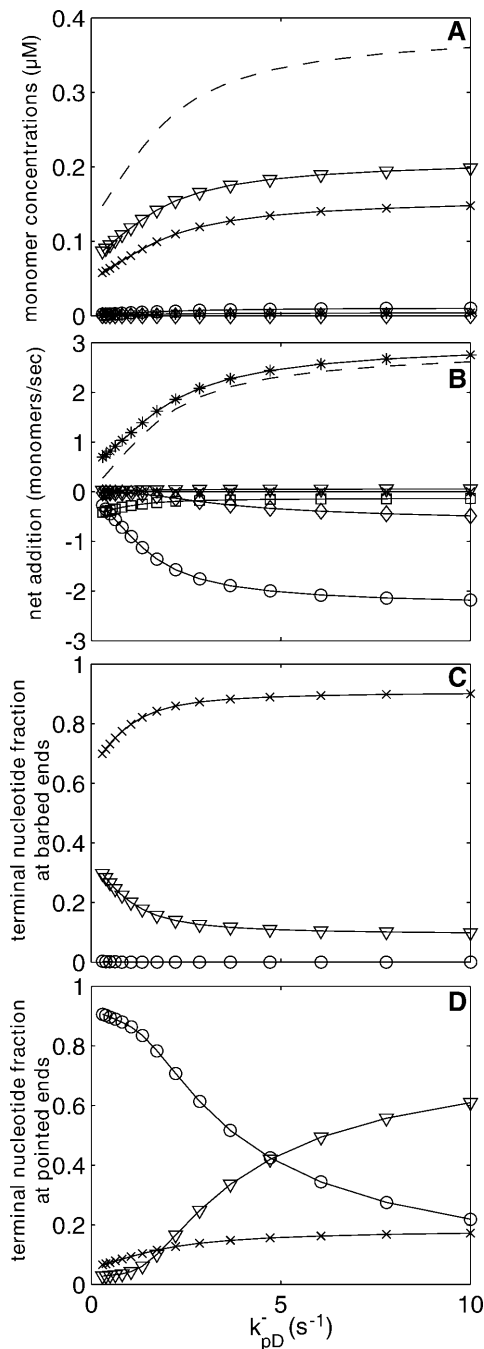 A
monomer concentrations (μM)
0.4
0.3
0.2
0.1
0
B
net addition (monomers/sec)
3
2
1
0
-1
-2
-3
C
terminal nucleotide fraction
at barbed ends
1
0.8
0.6
0.4
0.2
0
D
terminal nucleotide fraction
at pointed ends
1
0.8
0.6
0.4
0.2
0
0 5 10
k⁻pD (s⁻¹)